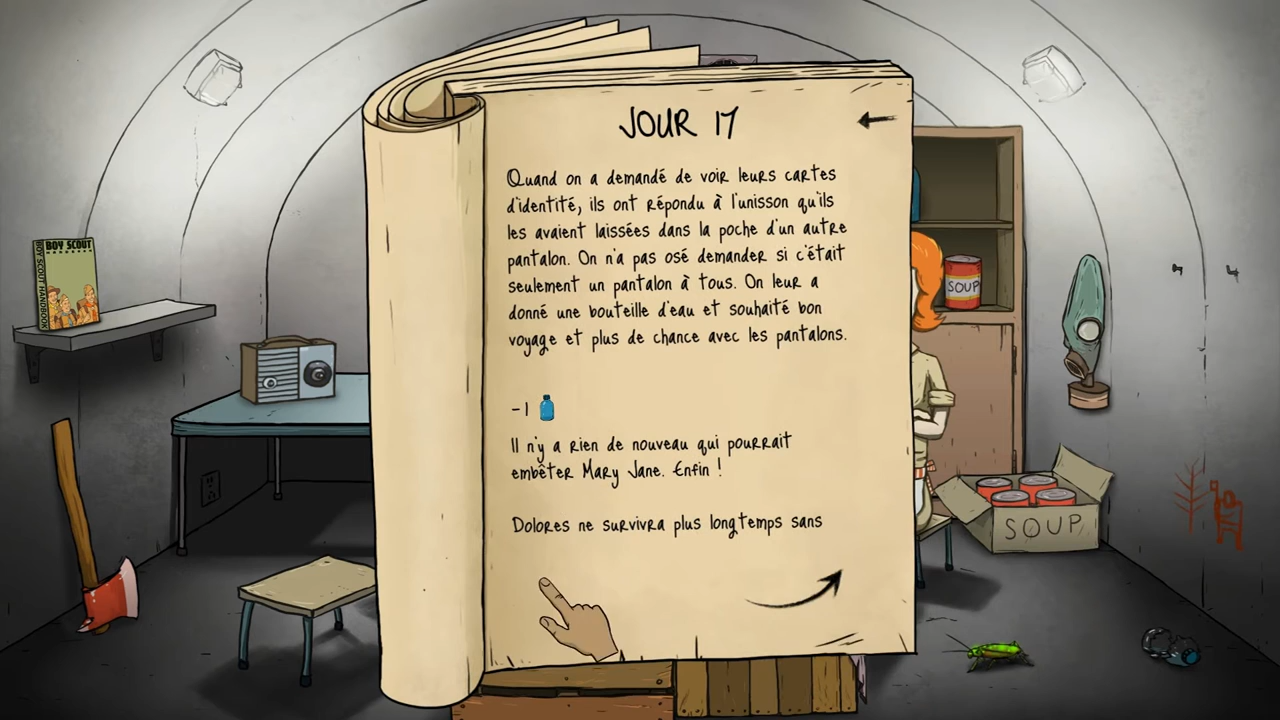 JOUR 17
Quand on a demandé de voir leurs cartes
d'identité, ils ont répondu à l'unisson qu'ils
les avaient laissées dans la poche d'un autre
pantalon. On n'a pas osé demander si c'était
seulement un pantalon à tous. On leur a
donné une bouteille d'eau et souhaité bon
voyage et plus de chance avec les pantalons.
-1
Il n'y a rien de nouveau qui pourrait
embêter Mary Jane. Enfin !
Dolores ne survivra plus longtemps sans
BOY SCOUT
BOY SCOUT HANDBOOK
SOUP
SOUP